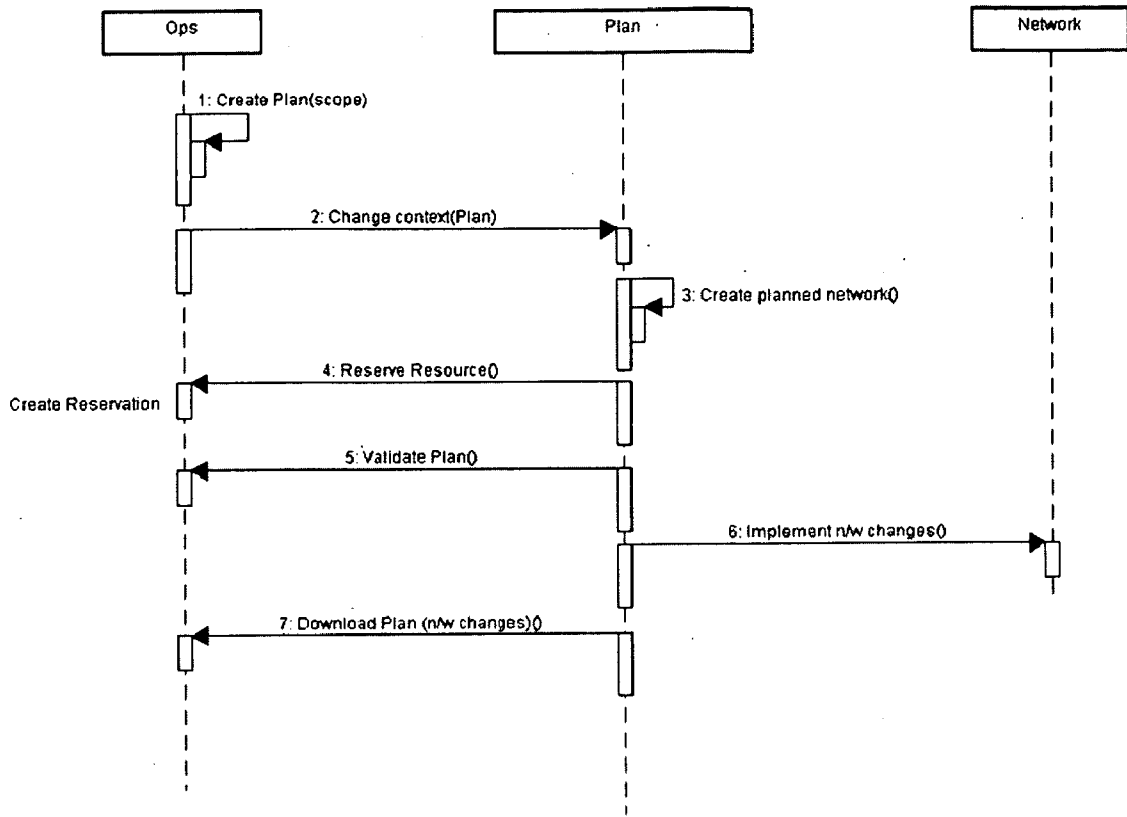 Ops
Plan
Network
1: Create Plan(scope)
2: Change context(Plan)
3: Create planned network()
4: Reserve Resource()
Create Reservation
5: Validate Plan()
6: Implement n/w changes()
7: Download Plan (n/w changes)()